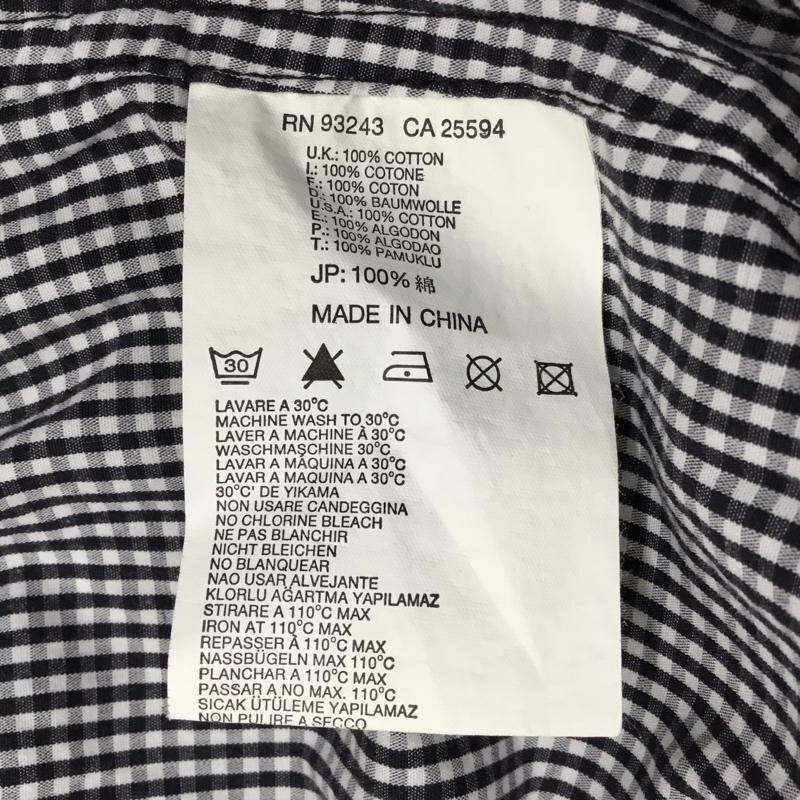 RN 93243 CA 25594
U.K.: 100% COTTON
I.: 100% COTONE
F.: 100% COTON
D.: 100% BAUMWOLLE
U.S.A.: 100% COTTON
E.: 100% ALGODON
P.: 100% ALGODAO
T.: 100% PAMUKLU
JP: 100% 綿
MADE IN CHINA
30
LAVARE A 30°C
MACHINE WASH TO 30°C
LAVER A MACHINE À 30°C
WASCHMASCHINE 30°C
LAVAR A MAQUINA A 30°C
LAVAR A MAQUINA A 30°C
30°C' DE YIKAMA
NON USARE CANDEGGINA
NO CHLORINE BLEACH
NE PAS BLANCHIR
NICHT BLEICHEN
NO BLANQUEAR
NAO USAR ALVEJANTE
KLORLU AĞARTMA YAPILAMAZ
STIRARE A 110°C MAX
IRON AT 110°C MAX
REPASSER À 110°C MAX
NASSBÜGELN MAX 110°C
PLANCHAR A 110°C MAX
PASSAR A NO MAX. 110°C
SICAK ÜTÜLEME YAPILAMAZ
NON PULIRE A SECCO